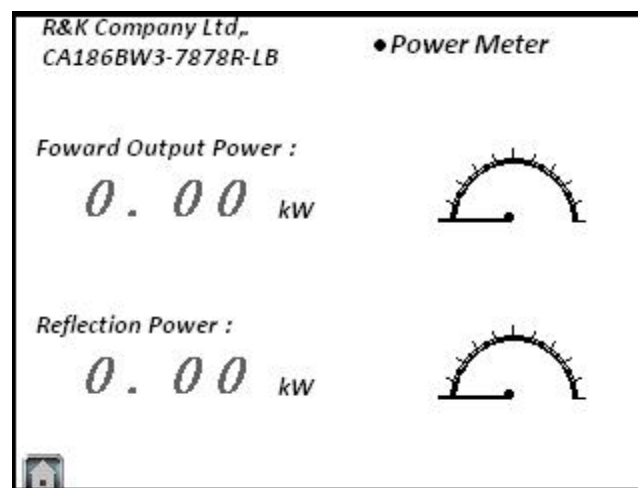 R&K Company Ltd,.
CA186BW3-7878R-LB
•Power Meter
Foward Output Power :
0.00 kW
Reflection Power :
0.00 kW